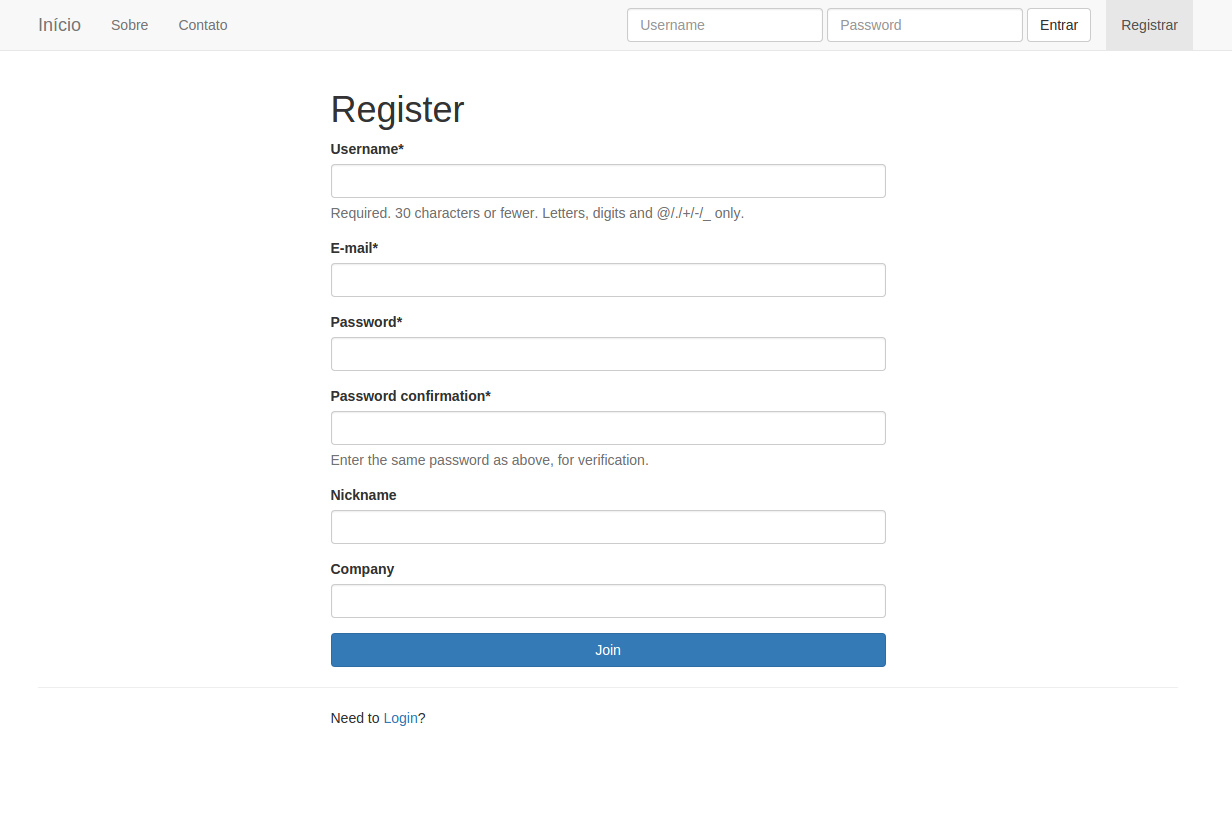 Início Sobre Contato Username Password Entrar Registrar
Register
Username*
Required. 30 characters or fewer. Letters, digits and @/./+/-/_ only.
E-mail*
Password*
Password confirmation*
Enter the same password as above, for verification.
Nickname
Company
Join
Need to Login?